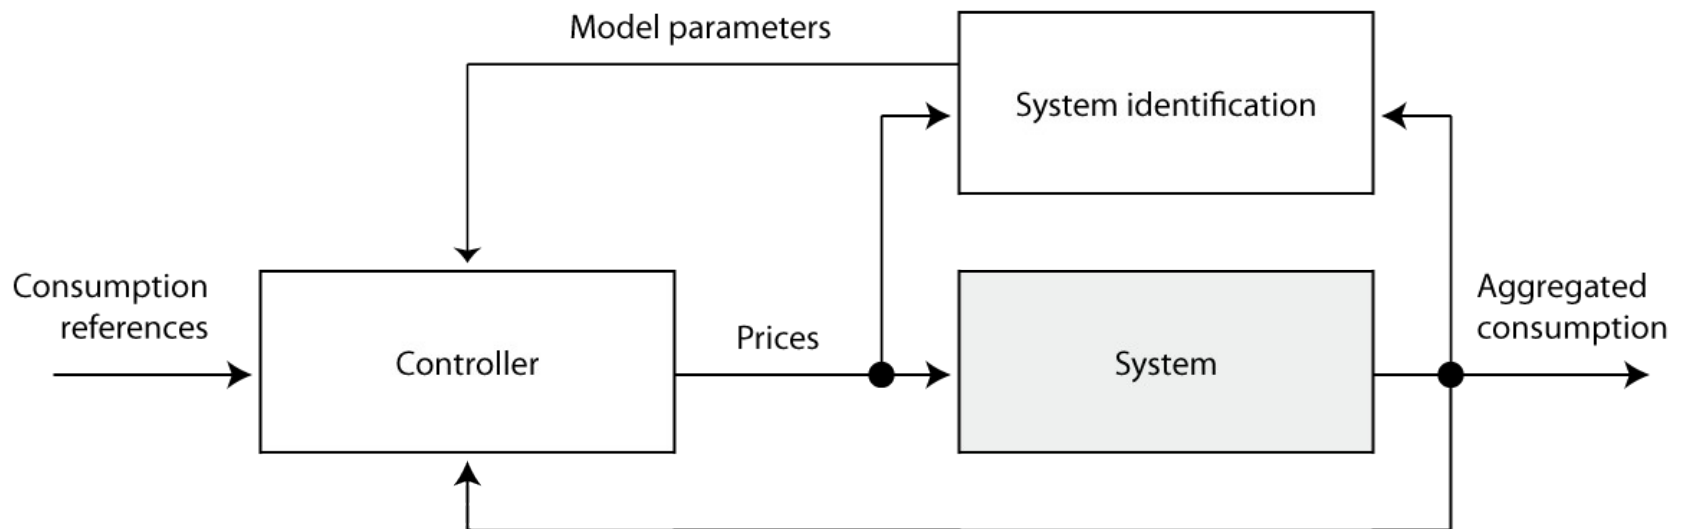 Model parameters
System identification
Consumption
references
Controller
Prices
System
Aggregated
consumption